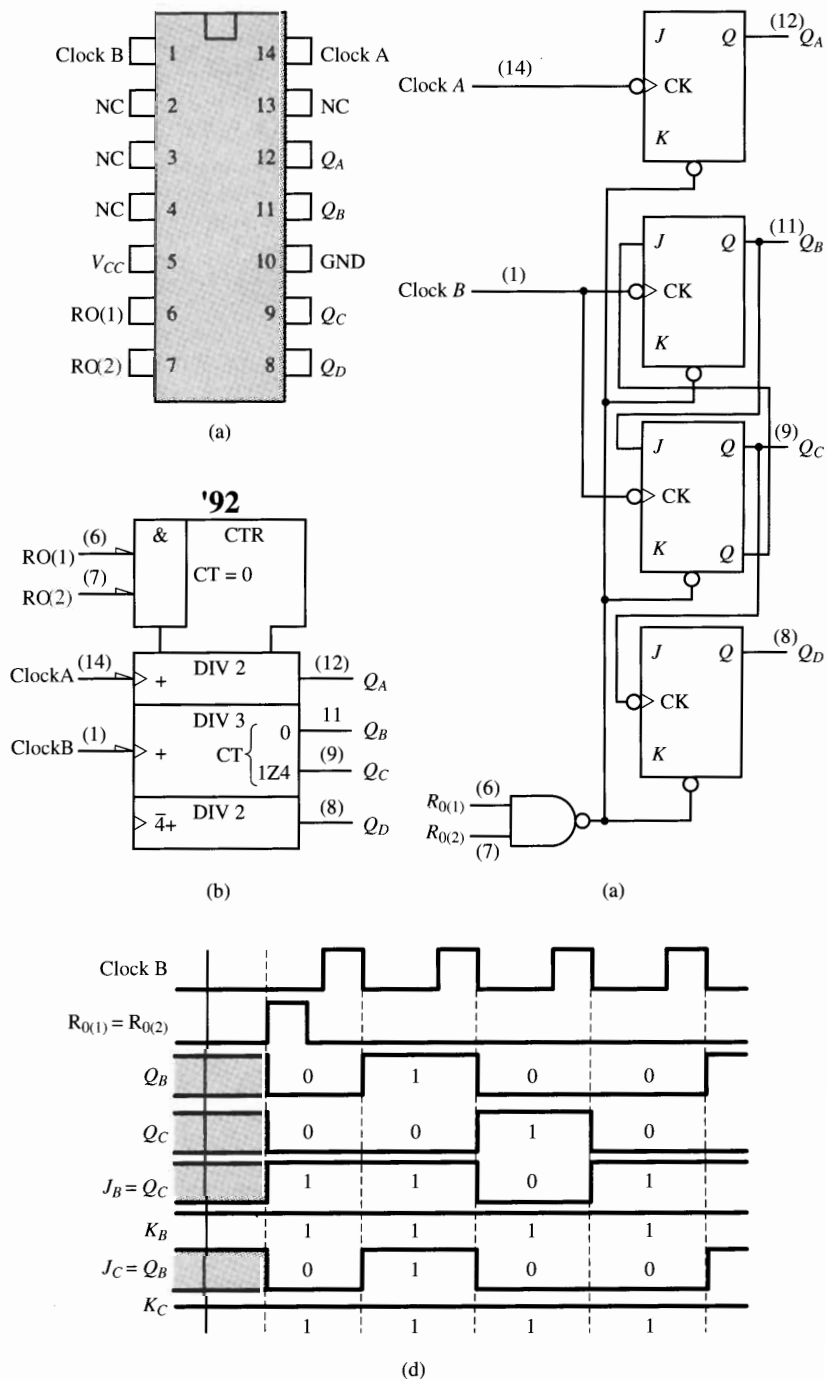 Clock B 1 14 Clock A
NC 2 13 NC
NC 3 12 Q_A
NC 4 11 Q_B
V_CC 5 10 GND
RO(1) 6 9 Q_C
RO(2) 7 8 Q_D
(a)
J Q (12) Q_A
Clock A (14) CK
K
J Q (11) Q_B
Clock B (1) CK
K
J Q (9) Q_C
CK
K Q
J Q (8) Q_D
CK
K
R_0(1) (6)
R_0(2) (7)
(a)
'92
RO(1) (6) & CTR
RO(2) (7) CT = 0
ClockA (14) + DIV 2 (12) Q_A
DIV 3
ClockB (1) + CT 0 11 Q_B
1Z4 (9) Q_C
4̅+ DIV 2 (8) Q_D
(b)
Clock B
R_0(1) = R_0(2)
Q_B 0 1 0 0
Q_C 0 0 1 0
J_B = Q_C 1 1 0 1
K_B 1 1 1 1
J_C = Q_B 0 1 0 0
K_C 1 1 1 1
(d)